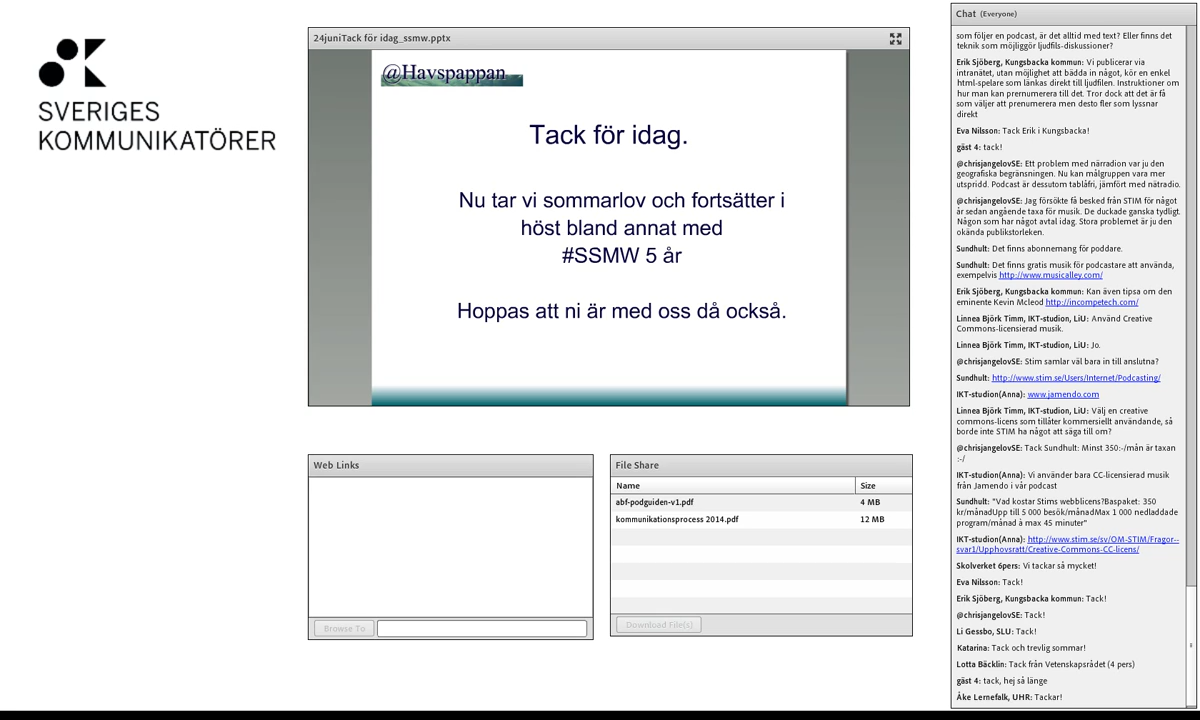 SVERIGES
KOMMUNIKATÖRER
24juniTack för idag_ssmw.pptx
@Havspappan
Tack för idag.
Nu tar vi sommarlov och fortsätter i
höst bland annat med
#SSMW 5 år
Hoppas att ni är med oss då också.
Web Links
Browse To
File Share
Name Size
abf-podguiden-v1.pdf 4 MB
kommunikationsprocess 2014.pdf 12 MB
Download File(s)
Chat (Everyone)
som följer en podcast, är det alltid med text? Eller finns det
teknik som möjliggör ljudfils-diskussioner?
Erik Sjöberg, Kungsbacka kommun: Vi publicerar via
intranätet, utan möjlighet att bädda in något, kör en enkel
html-spelare som länkas direkt till ljudfilen. Instruktioner om
hur man kan prernumerera till det. Tror dock att det är få
som väljer att prenumerera men desto fler som lyssnar
direkt
Eva Nilsson: Tack Erik i Kungsbacka!
gäst 4: tack!
@chrisjangelovSE: Ett problem med närradion var ju den
geografiska begränsningen. Nu kan målgruppen vara mer
utspridd. Podcast är dessutom tablåfri, jämfört med nätradio.
@chrisjangelovSE: Jag försökte få besked från STIM för något
år sedan angående taxa för musik. De duckade ganska tydligt.
Någon som har något avtal idag. Stora problemet är ju den
okända publikstorleken.
Sundhult: Det finns abonnemang för poddare.
Sundhult: Det finns gratis musik för podcastare att använda,
exempelvis http://www.musicalley.com/
Erik Sjöberg, Kungsbacka kommun: Kan även tipsa om den
eminente Kevin Mcleod http://incompetech.com/
Linnea Björk Timm, IKT-studion, LiU: Använd Creative
Commons-licensierad musik.
Linnea Björk Timm, IKT-studion, LiU: Jo.
@chrisjangelovSE: Stim samlar väl bara in till anslutna?
Sundhult: http://www.stim.se/Users/Internet/Podcasting/
IKT-studion(Anna): www.jamendo.com
Linnea Björk Timm, IKT-studion, LiU: Välj en creative
commons-licens som tillåter kommersiellt användande, så
borde inte STIM ha något att säga till om?
@chrisjangelovSE: Tack Sundhult: Minst 350:-/mån är taxan
:-/
IKT-studion(Anna): Vi använder bara CC-licensierad musik
från Jamendo i vår podcast
Sundhult: "Vad kostar Stims webblicens?Baspaket: 350
kr/månadUpp till 5 000 besök/månadMax 1 000 nedladdade
program/månad à max 45 minuter"
IKT-studion(Anna): http://www.stim.se/sv/OM-STIM/Fragor--
svar1/Upphovsratt/Creative-Commons-CC-licens/
Skolverket 6pers: Vi tackar så mycket!
Eva Nilsson: Tack!
Erik Sjöberg, Kungsbacka kommun: Tack!
@chrisjangelovSE: Tack!
Li Gessbo, SLU: Tack!
Katarina: Tack och trevlig sommar!
Lotta Bäcklin: Tack från Vetenskapsrådet (4 pers)
gäst 4: tack, hej så länge
Åke Lernefalk, UHR: Tackar!